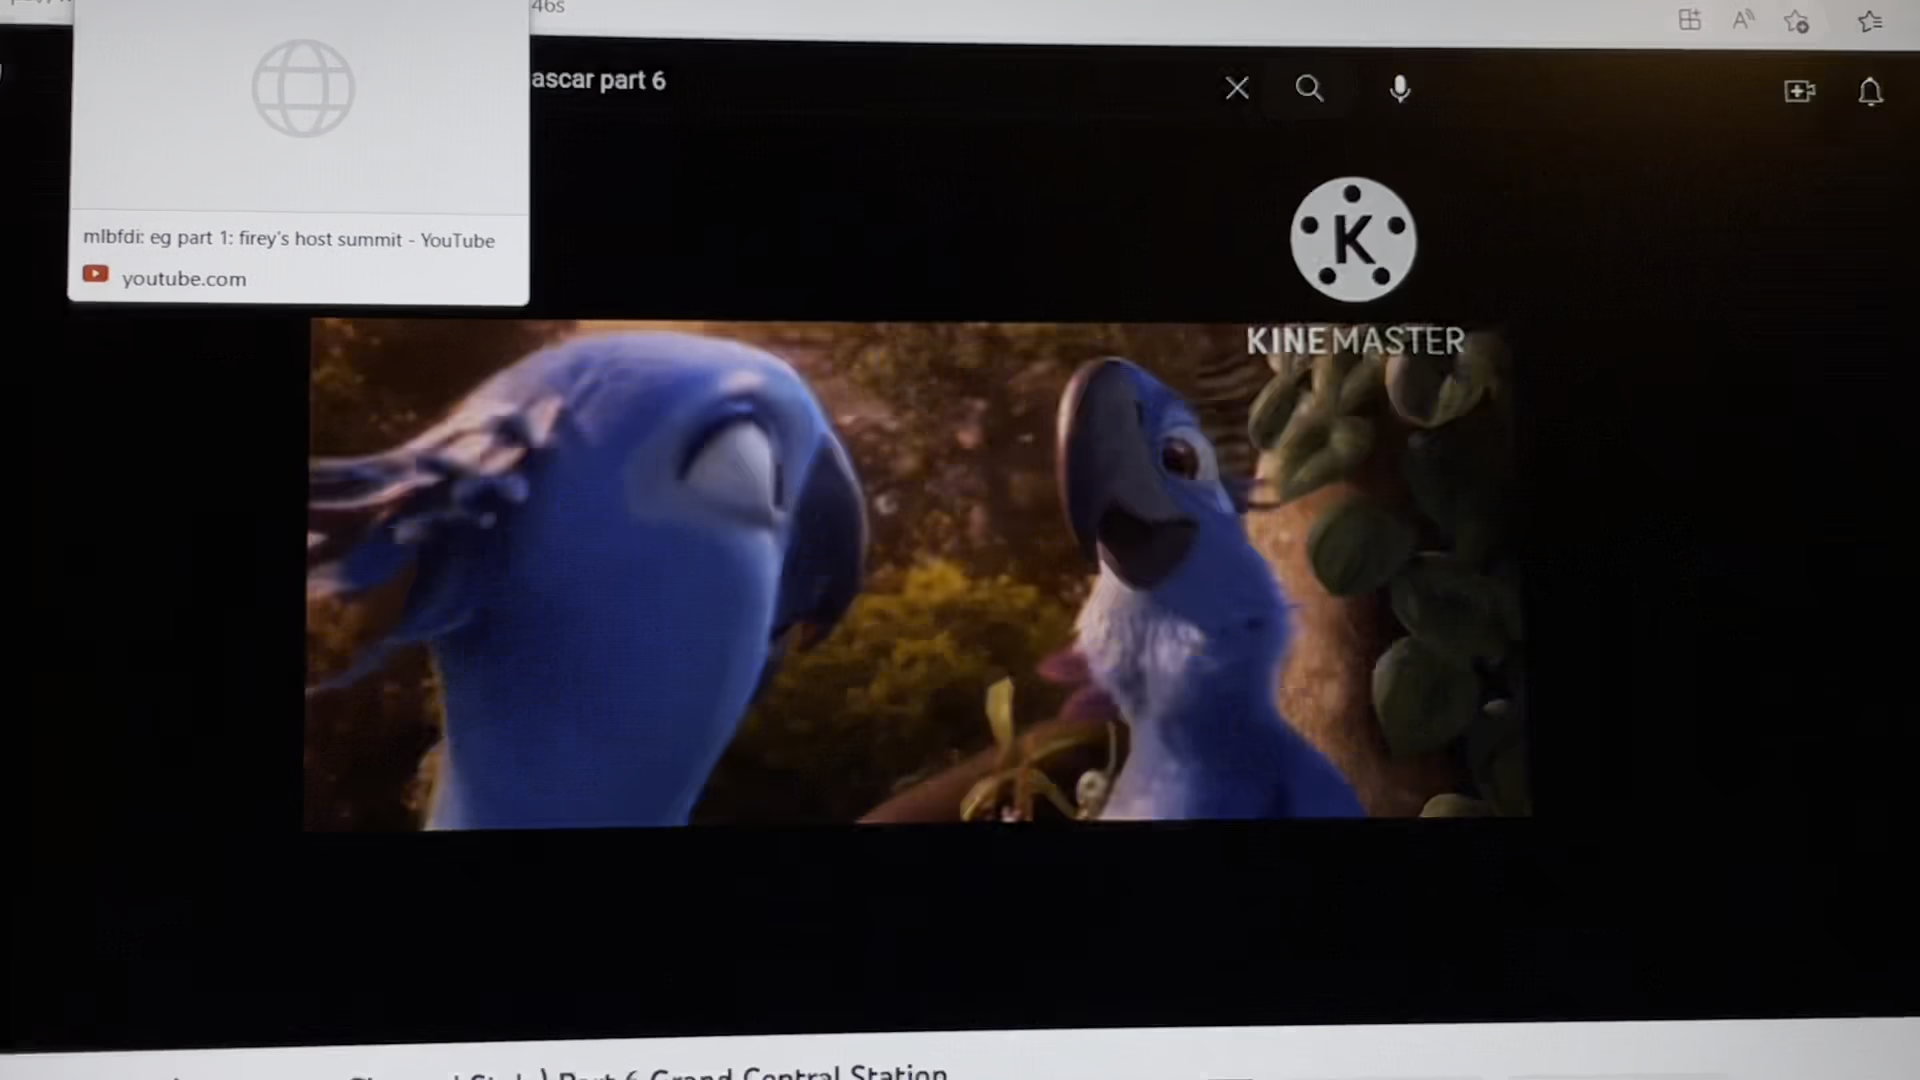 46s
ascar part 6
K
KINEMASTER
mlbfdi: eg part 1: firey's host summit - YouTube
youtube.com
Part 6 Grand Central Station